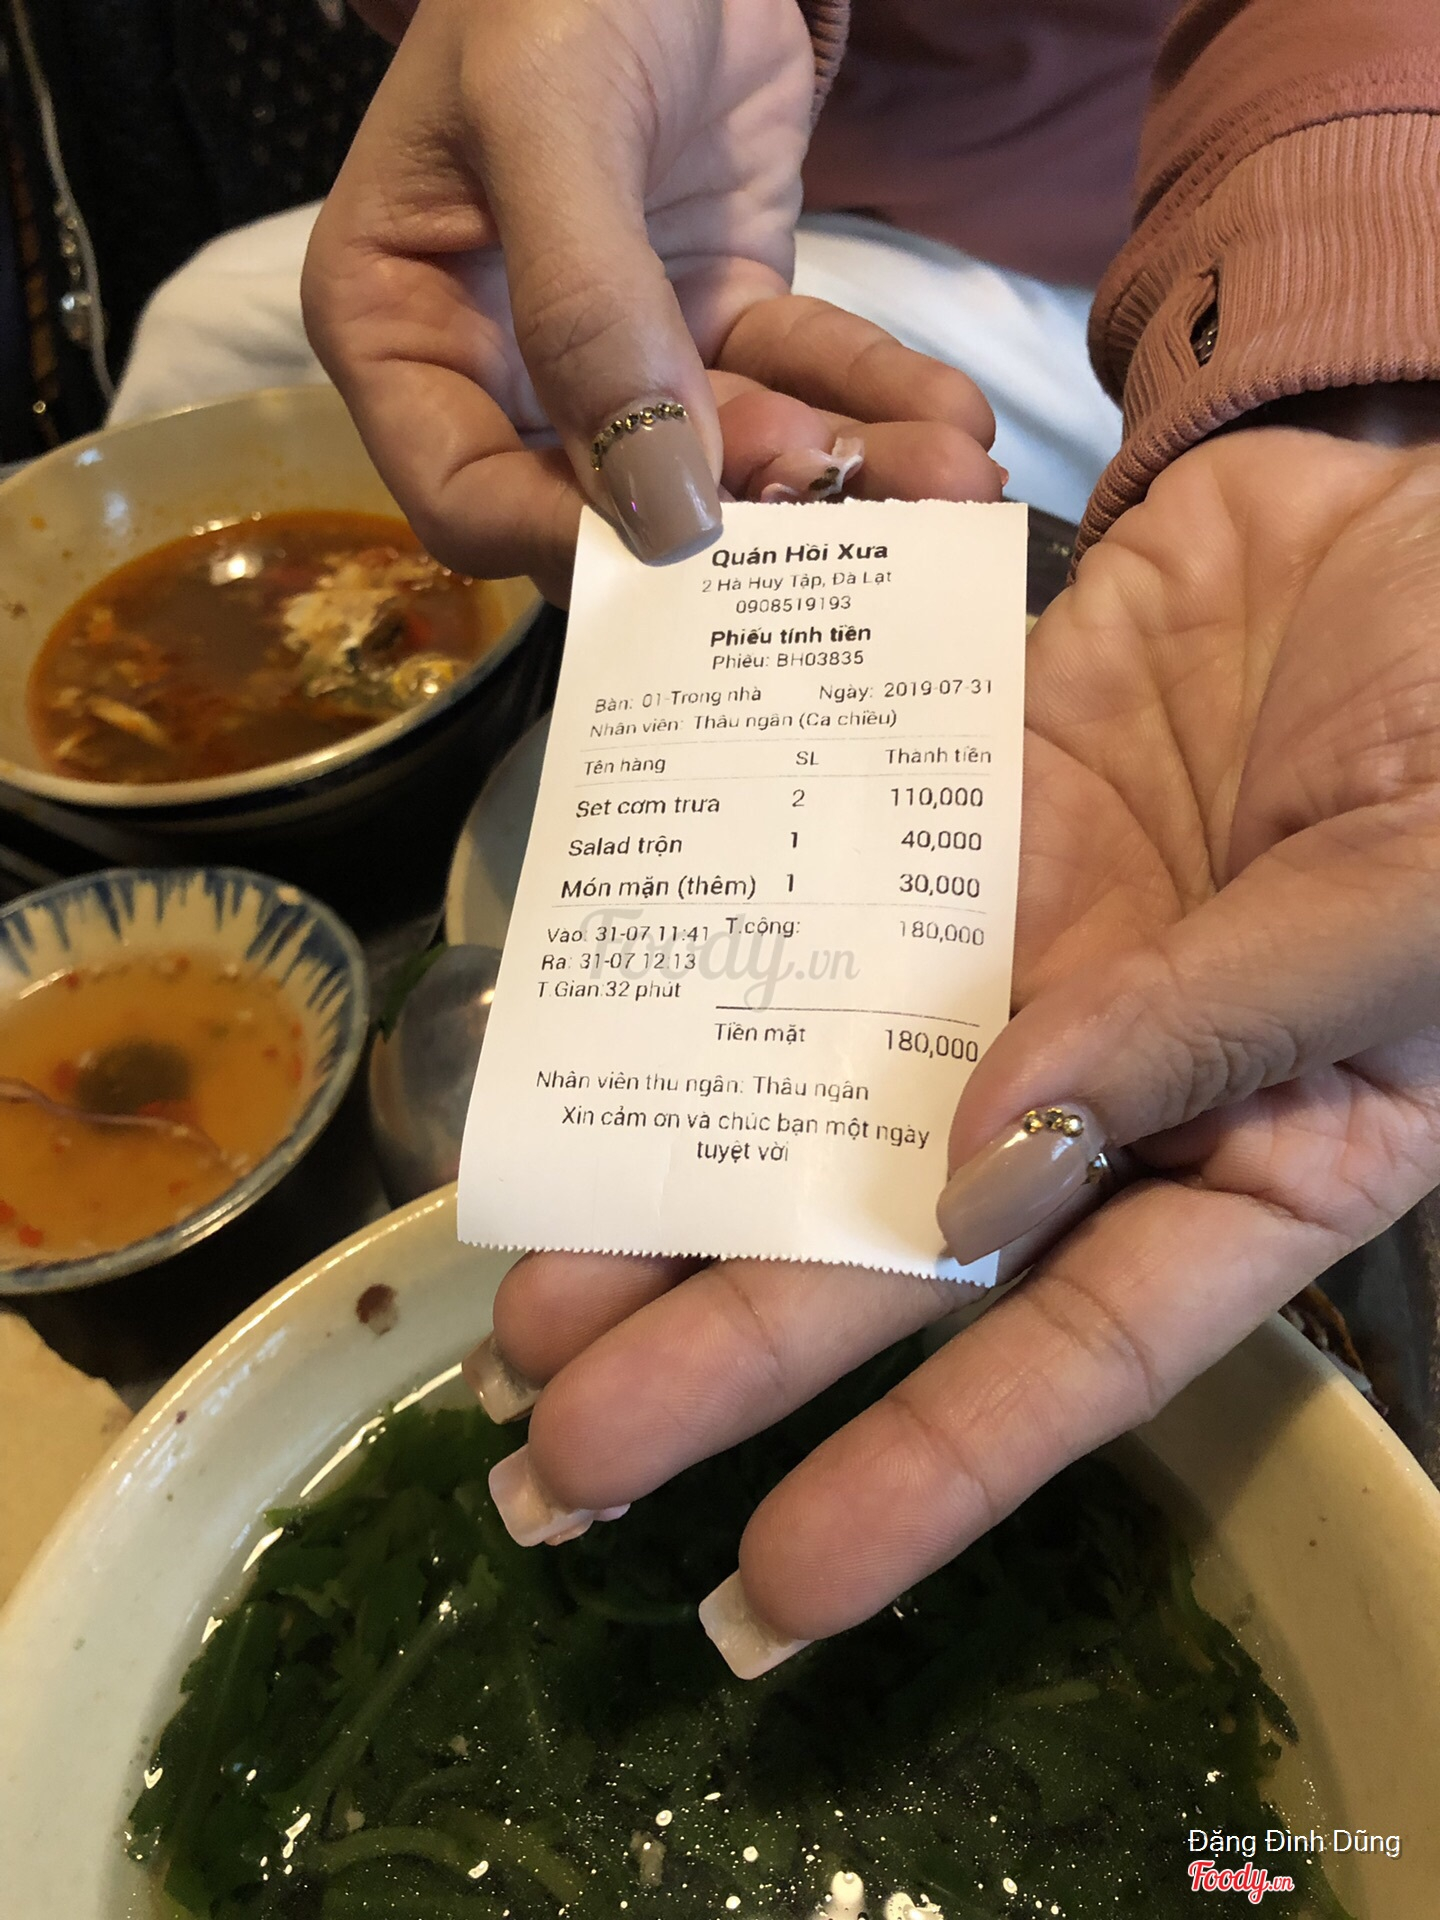 Quán Hồi Xưa
2 Hà Huy Tập, Đà Lạt
0908519193
Phiếu tính tiền
Phiếu: BH03835
Bàn: 01-Trong nhà Ngày: 2019-07-31
Nhân viên: Thâu ngân (Ca chiều)
Tên hàng SL Thành tiền
Set cơm trưa 2 110,000
Salad trộn 1 40,000
Món mặn (thêm) 1 30,000
Vào: 31-07 11:41 T.cộng: 180,000
Ra: 31-07 12:13
T.Gian:32 phút
Tiền mặt 180,000
Nhân viên thu ngân: Thâu ngân
Xin cảm ơn và chúc bạn một ngày
tuyệt vời
Foody.vn
Đặng Đình Dũng
Foody.vn